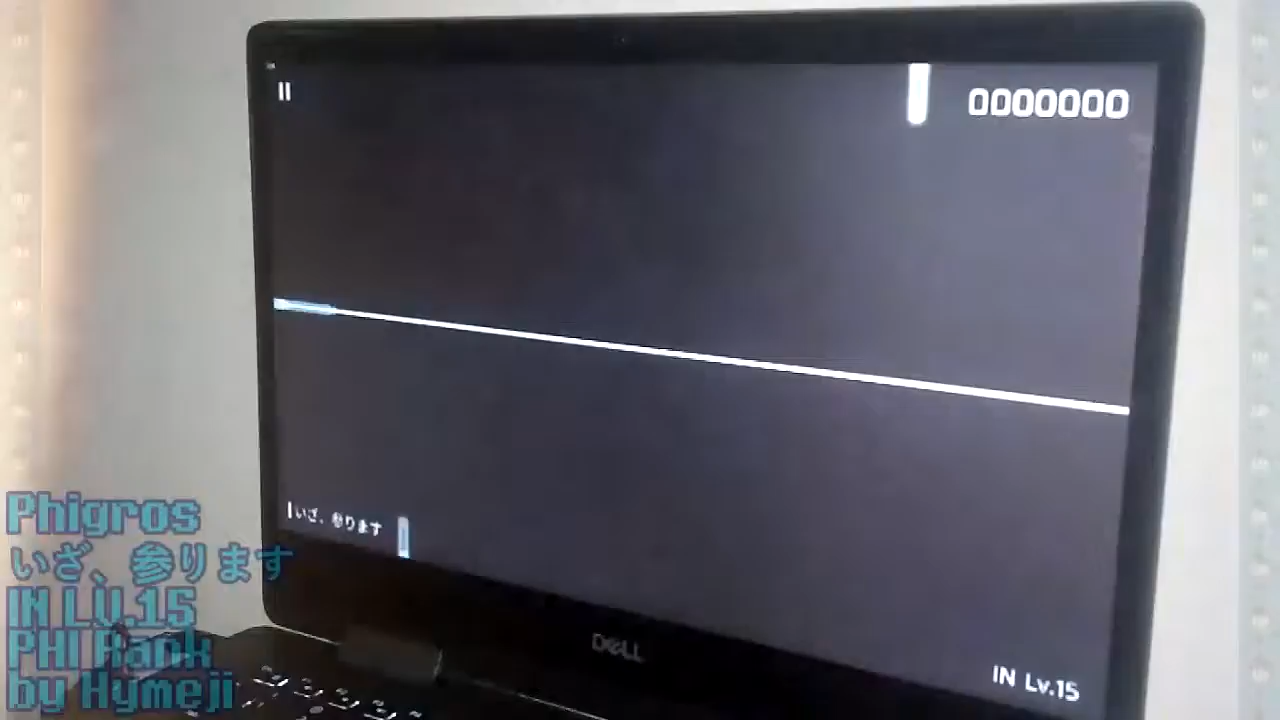 0000000
いざ、参ります
DELL
IN Lv.15
Phigros
いざ、参ります
IN LV.15
PHI Rank
by Hymeji